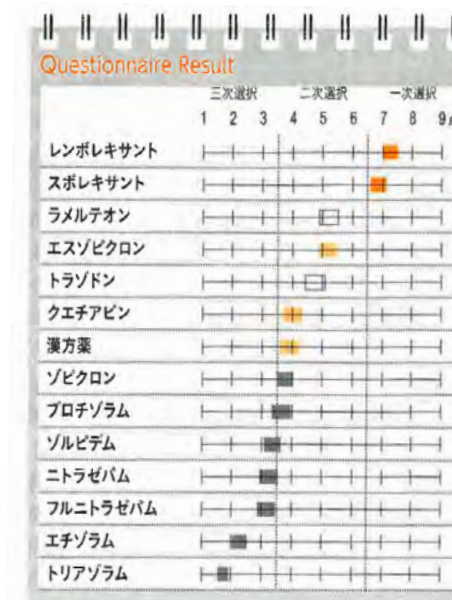 Questionnaire Result
三次選択 二次選択 一次選択
1 2 3 4 5 6 7 8 9
レンボレキサント
スボレキサント
ラメルテオン
エスゾピクロン
トラゾドン
クエチアピン
漢方薬
ゾピクロン
ブロチゾラム
ゾルピデム
ニトラゼパム
フルニトラゼパム
エチゾラム
トリアゾラム